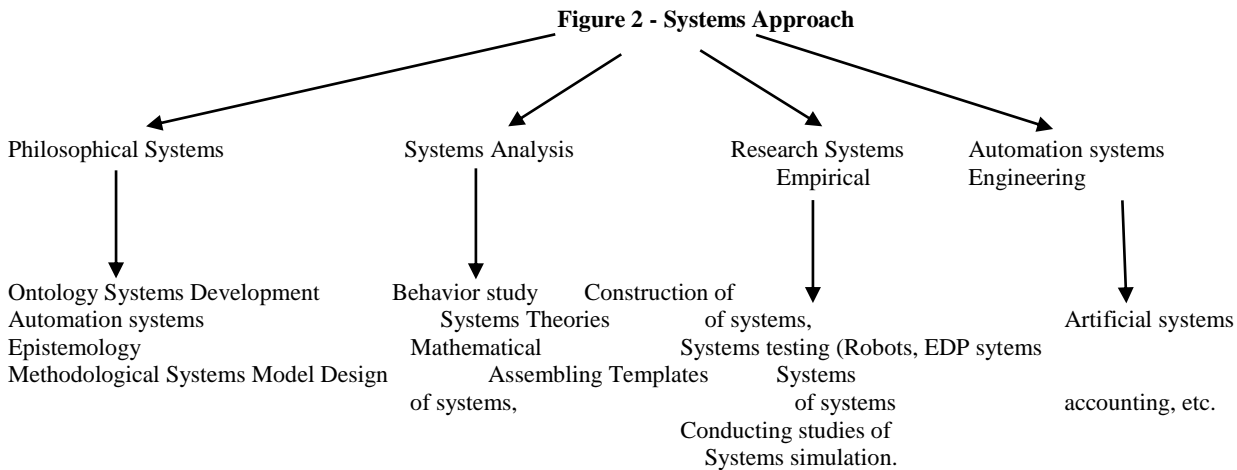 Figure 2 - Systems Approach
Philosophical Systems Systems Analysis Research Systems Automation systems
Empirical Engineering
Ontology Systems Development Behavior study Construction of
Automation systems Systems Theories of systems, Artificial systems
Epistemology Mathematical Systems testing (Robots, EDP sytems
Methodological Systems Model Design Assembling Templates Systems
of systems, of systems accounting, etc.
Conducting studies of
Systems simulation.